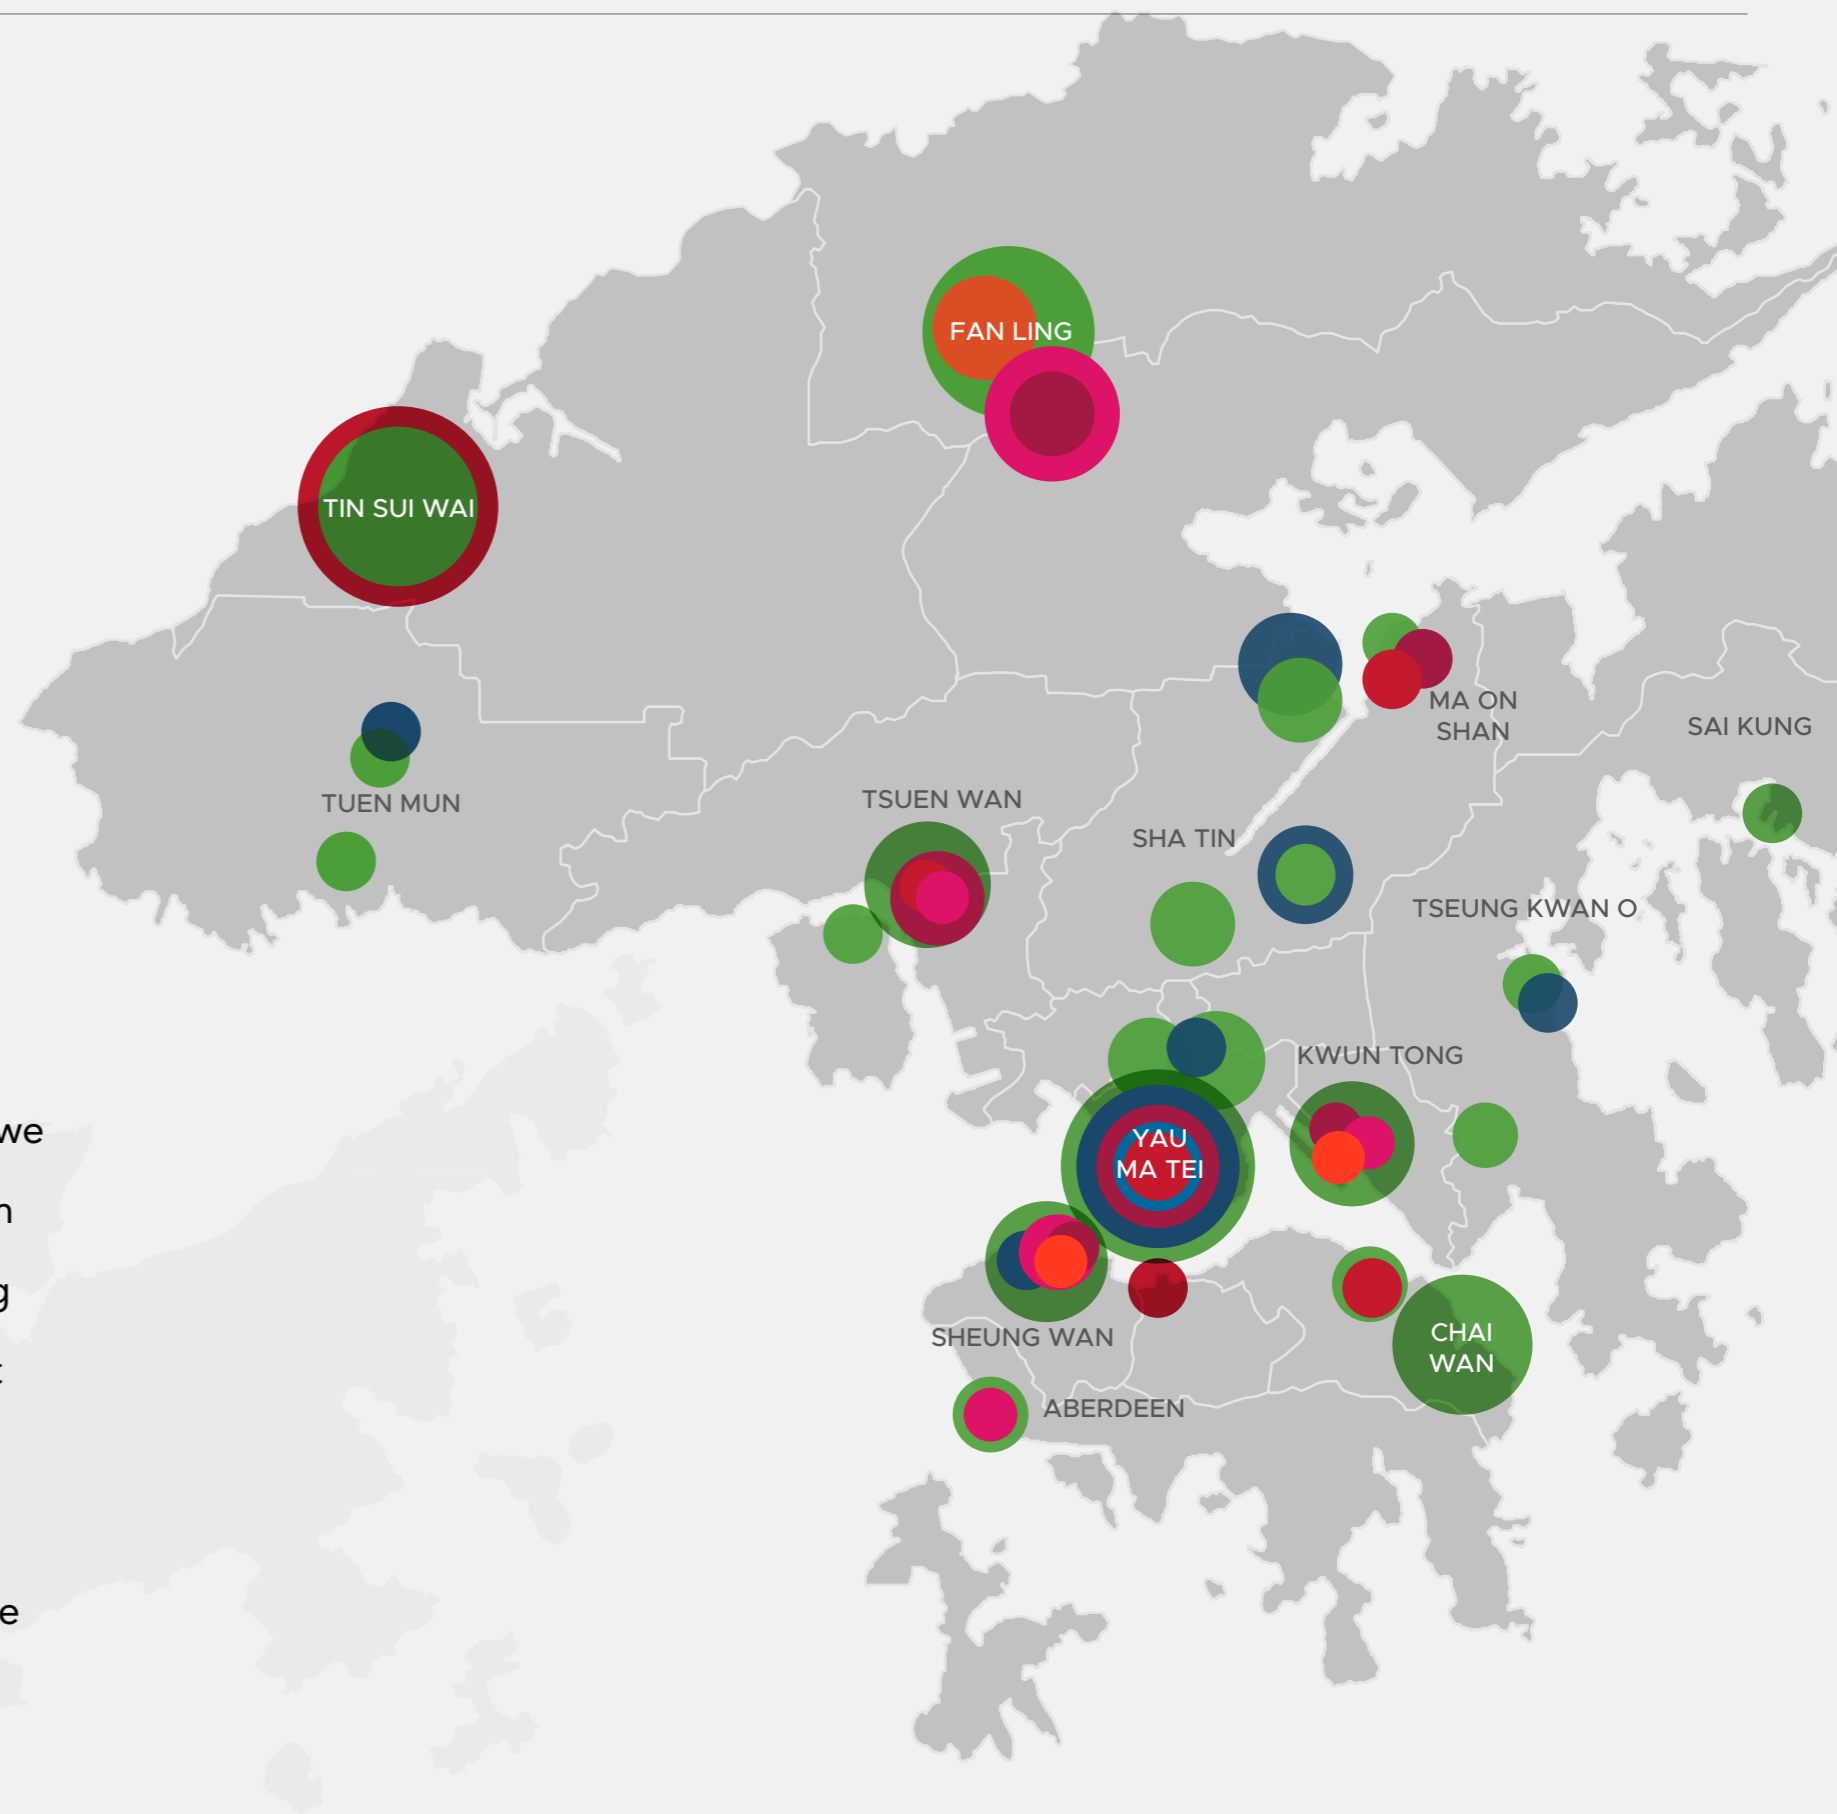 FAN LING
TIN SUI WAI
MA ON
SHAN
SAI KUNG
TUEN MUN
TSUEN WAN
SHA TIN
TSEUNG KWAN O
KWUN TONG
we
YAU
MA TEI
n
g
CHAI
WAN
SHEUNG WAN
ABERDEEN
e